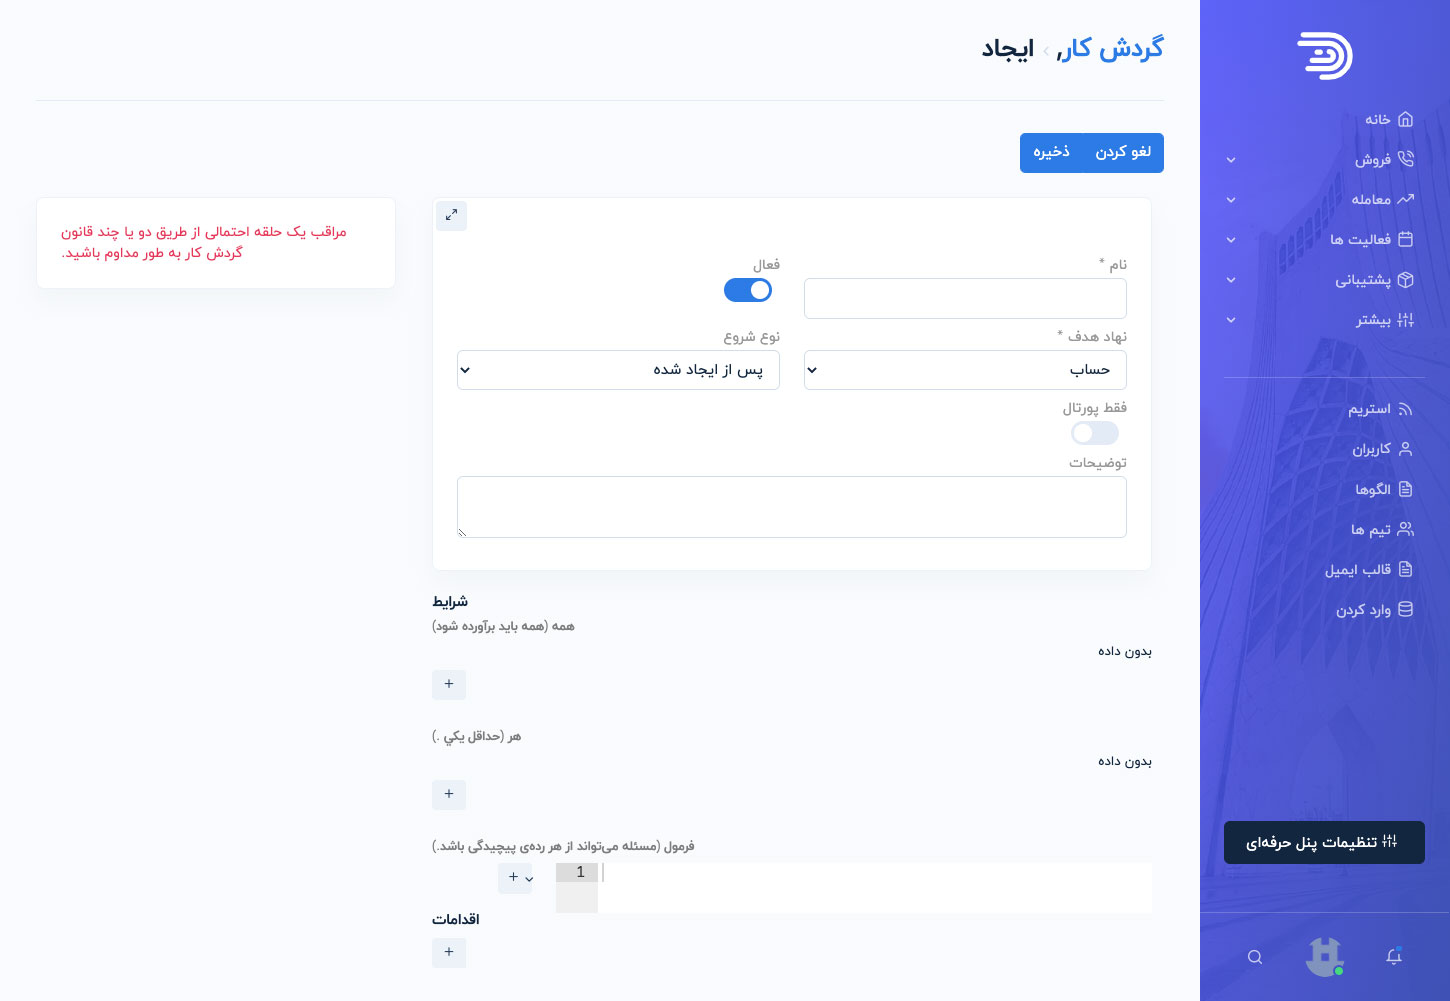 گردش کار, › ایجاد
لغو کردن
ذخیره
نام *
فعال
نهاد هدف *
نوع شروع
حساب
پس از ایجاد شده
فقط پورتال
توضیحات
مراقب یک حلقه احتمالی از طریق دو یا چند قانون
گردش کار به طور مداوم باشید.
شرایط
همه (همه باید برآورده شود)
بدون داده
+
هر (حداقل يكي .)
بدون داده
+
فرمول (مسئله می‌تواند از هر رده‌ی پیچیدگی باشد.)
1
+
اقدامات
+
خانه
فروش
معامله
فعالیت ها
پشتیبانی
بیشتر
استریم
کاربران
الگوها
تیم ها
قالب ایمیل
وارد کردن
تنظیمات پنل حرفه‌ای